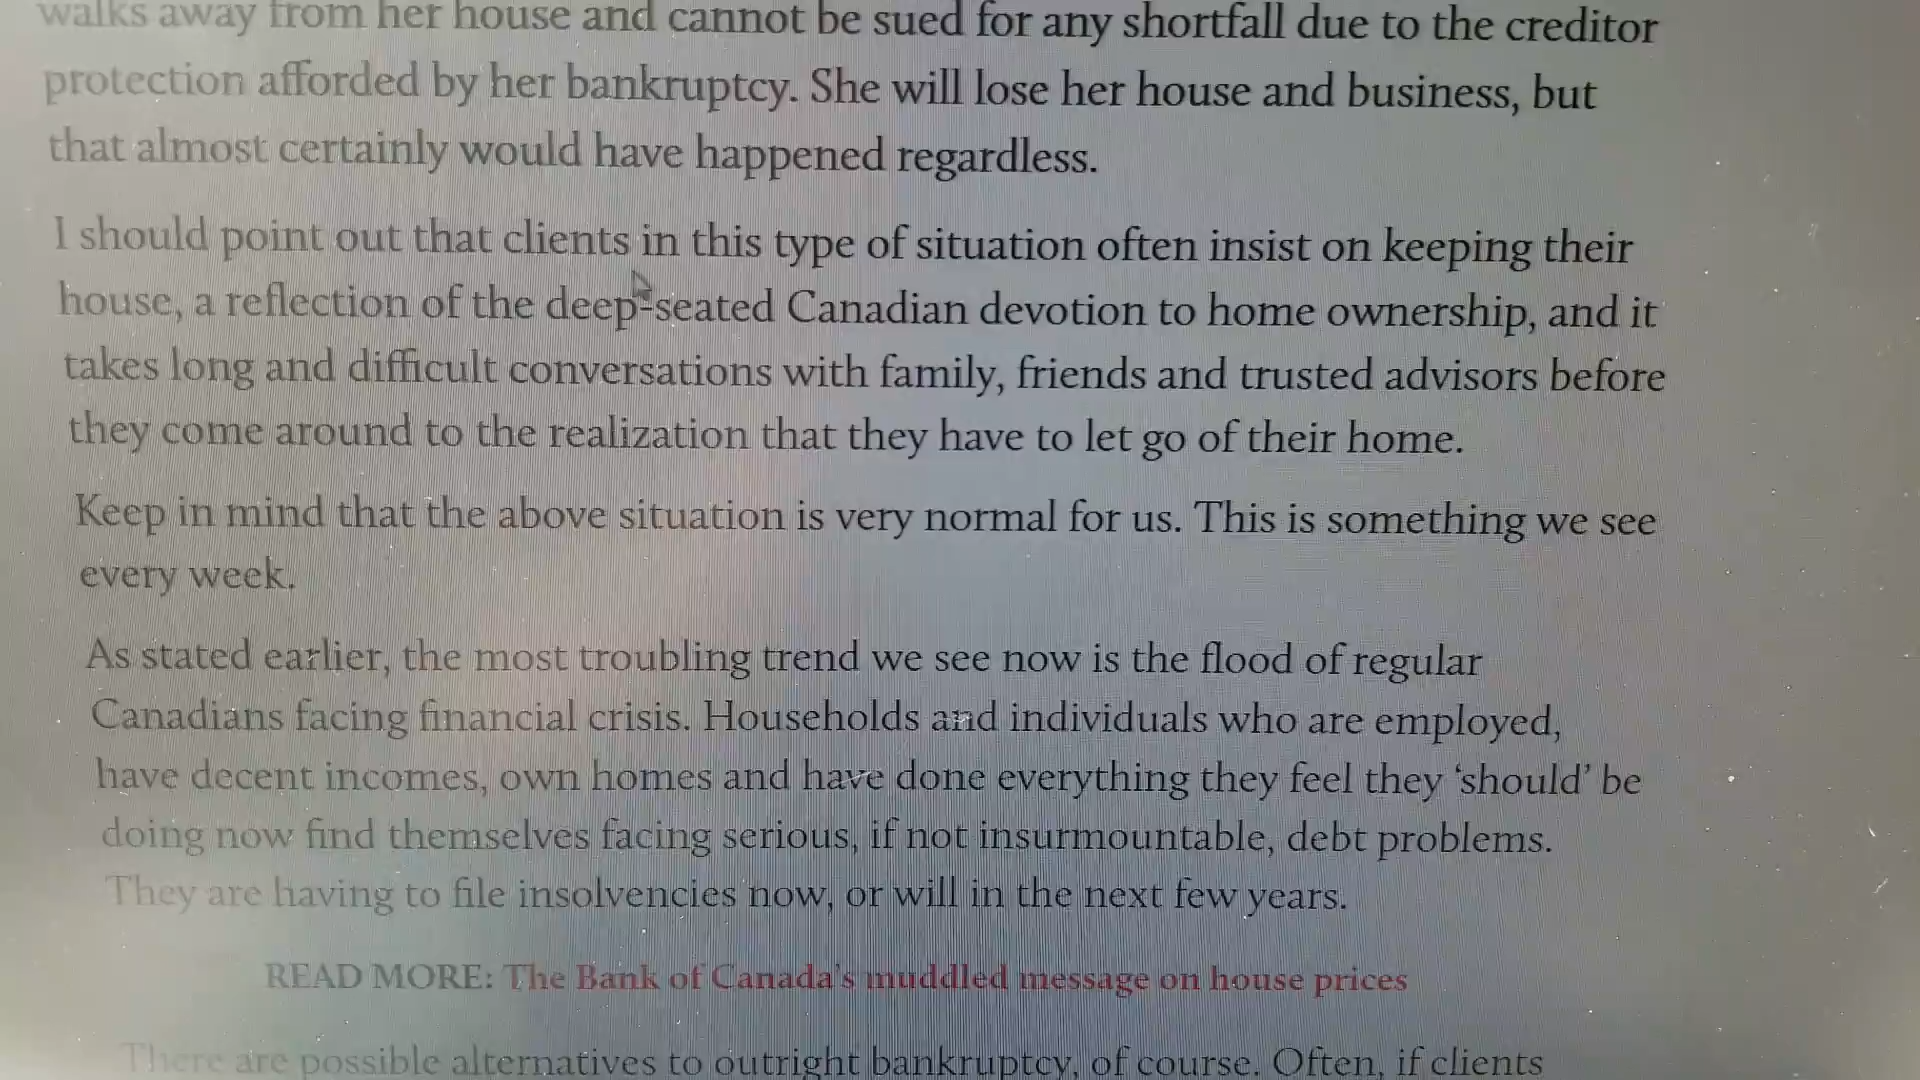 walks away from her house and cannot be sued for any shortfall due to the creditor
protection afforded by her bankruptcy. She will lose her house and business, but
that almost certainly would have happened regardless.
I should point out that clients in this type of situation often insist on keeping their
house, a reflection of the deep-seated Canadian devotion to home ownership, and it
takes long and difficult conversations with family, friends and trusted advisors before
they come around to the realization that they have to let go of their home.
Keep in mind that the above situation is very normal for us. This is something we see
every week.
As stated earlier, the most troubling trend we see now is the flood of regular
Canadians facing financial crisis. Households and individuals who are employed,
have decent incomes, own homes and have done everything they feel they ‘should’ be
doing now find themselves facing serious, if not insurmountable, debt problems.
They are having to file insolvencies now, or will in the next few years.
READ MORE: The Bank of Canada's muddled message on house prices
There are possible alternatives to outright bankruptcy, of course. Often, if clients